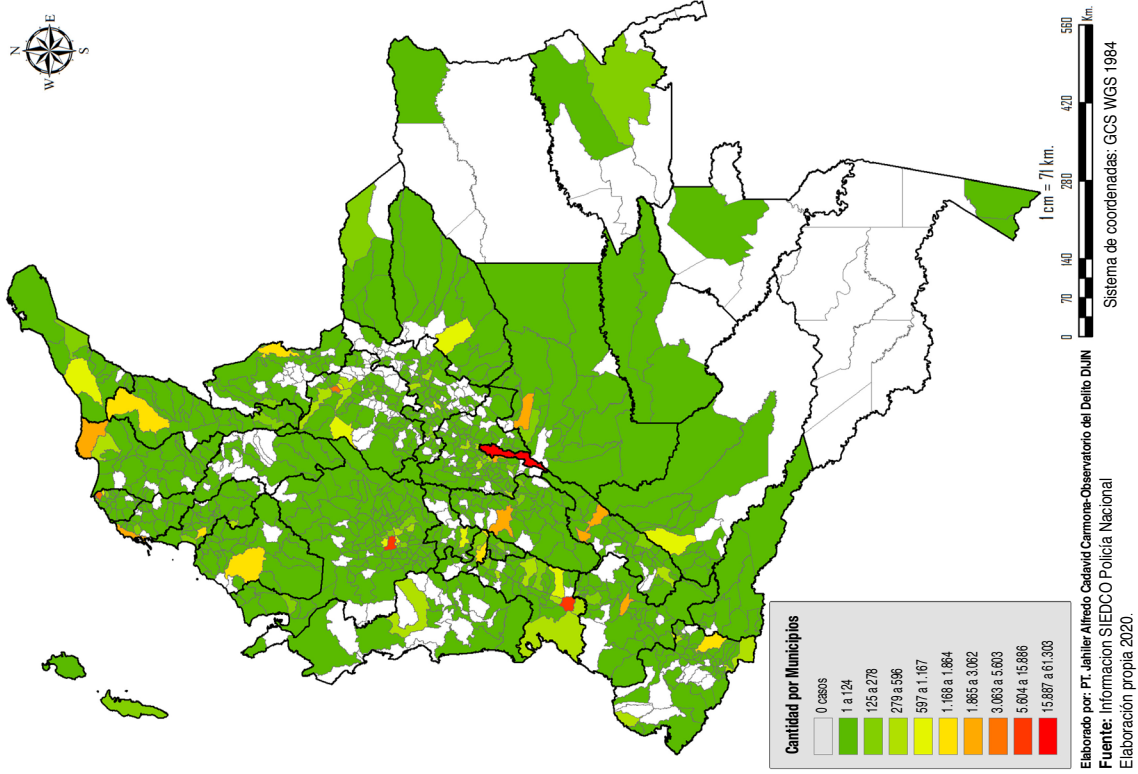 N
E
S
W
Cantidad por Municipios
0 casos
1 a 124
125 a 278
279 a 596
597 a 1.167
1.168 a 1.864
1.865 a 3.062
3.063 a 5.603
5.604 a 15.886
15.887 a 61.303
1 cm = 71 km.
0 70 140 280 420 560 Km.
Sistema de coordenadas: GCS WGS 1984
Elaborado por: PT. Jahiler Alfredo Cadavid Carmona-Observatorio del Delito DIJIN
Fuente: Informacion SIEDCO Policía Nacional
Elaboración propia 2020.